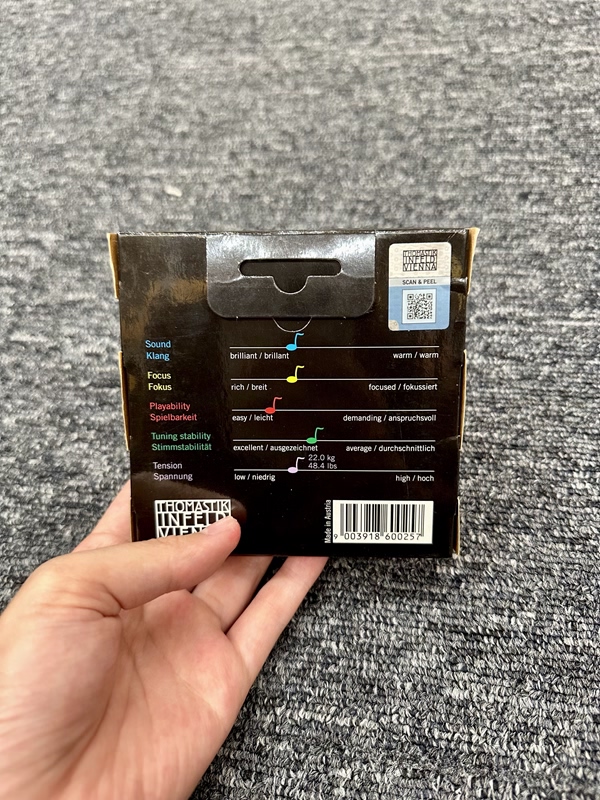 THOMASTIK
INFELD
VIENNA
SCAN & PEEL
Sound
Klang
brilliant / brillant
warm / warm
Focus
Fokus
rich / breit
focused / fokussiert
Playability
Spielbarkeit
easy / leicht
demanding / anspruchsvoll
Tuning stability
Stimmstabilität
excellent / ausgezeichnet
average / durchschnittlich
Tension
Spannung
22.0 kg
48.4 lbs
low / niedrig
high / hoch
THOMASTIK
INFELD
Made in Austria
9 003918 600257